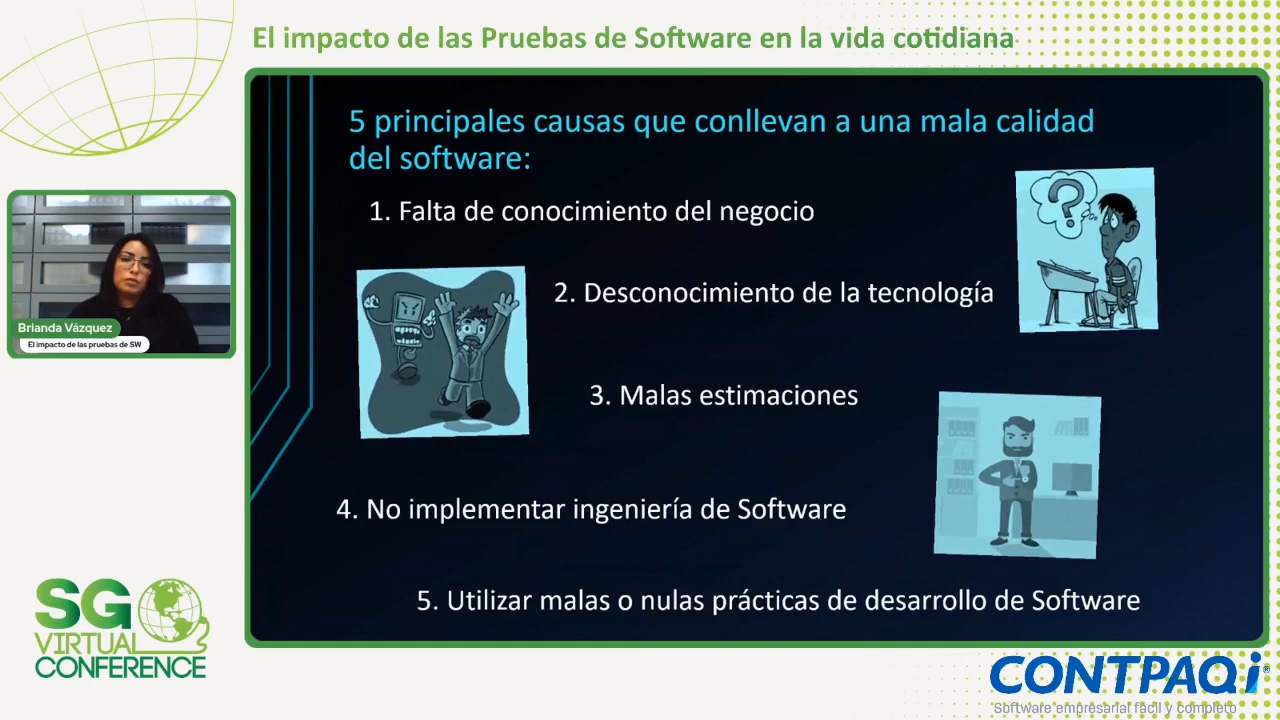 El impacto de las Pruebas de Software en la vida cotidiana
5 principales causas que conllevan a una mala calidad
del software:
1. Falta de conocimiento del negocio
2. Desconocimiento de la tecnología
3. Malas estimaciones
4. No implementar ingeniería de Software
5. Utilizar malas o nulas prácticas de desarrollo de Software
?
Brianda Vázquez
El impacto de las pruebas de SW
SG
VIRTUAL
CONFERENCE
CONTPAQi®
Software empresarial fácil y completo